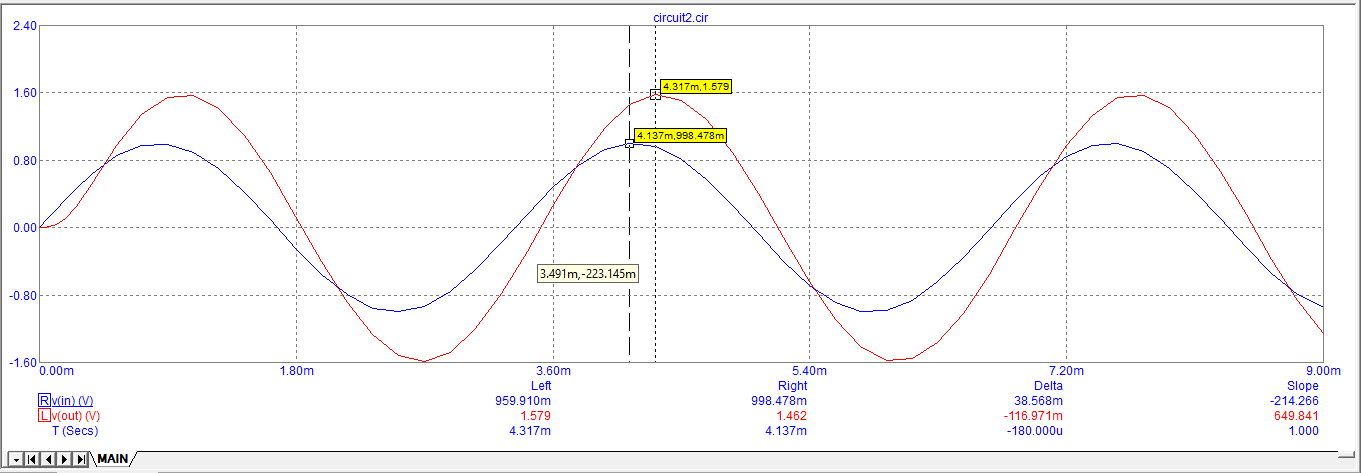 circuit2.cir
2.40
1.60
4.317m,1.579
4.137m,998.478m
0.80
0.00
3.491m,-223.145m
-0.80
-1.60
0.00m 1.80m 3.60m 5.40m 7.20m 9.00m
Left Right Delta Slope
R v(in) (V) 959.910m 998.478m 38.568m -214.266
L v(out) (V) 1.579 1.462 -116.971m 649.841
T (Secs) 4.317m 4.137m -180.000u 1.000
MAIN